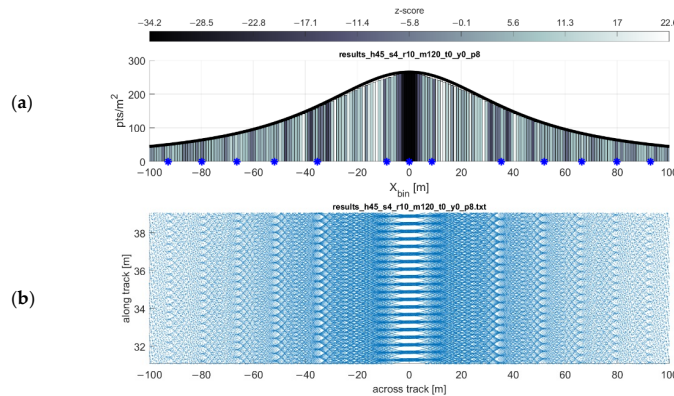 z-score
−34.2 −28.5 −22.8 −17.1 −11.4 −5.8 −0.1 5.6 11.3 17 22.6
results_h45_s4_r10_m120_t0_y0_p8
(a)
pts/m²
300
200
100
0
−100 −80 −60 −40 −20 0 20 40 60 80 100
X_bin [m]
results_h45_s4_r10_m120_t0_y0_p8.txt
(b)
along track [m]
38
36
34
32
−100 −80 −60 −40 −20 0 20 40 60 80 100
across track [m]